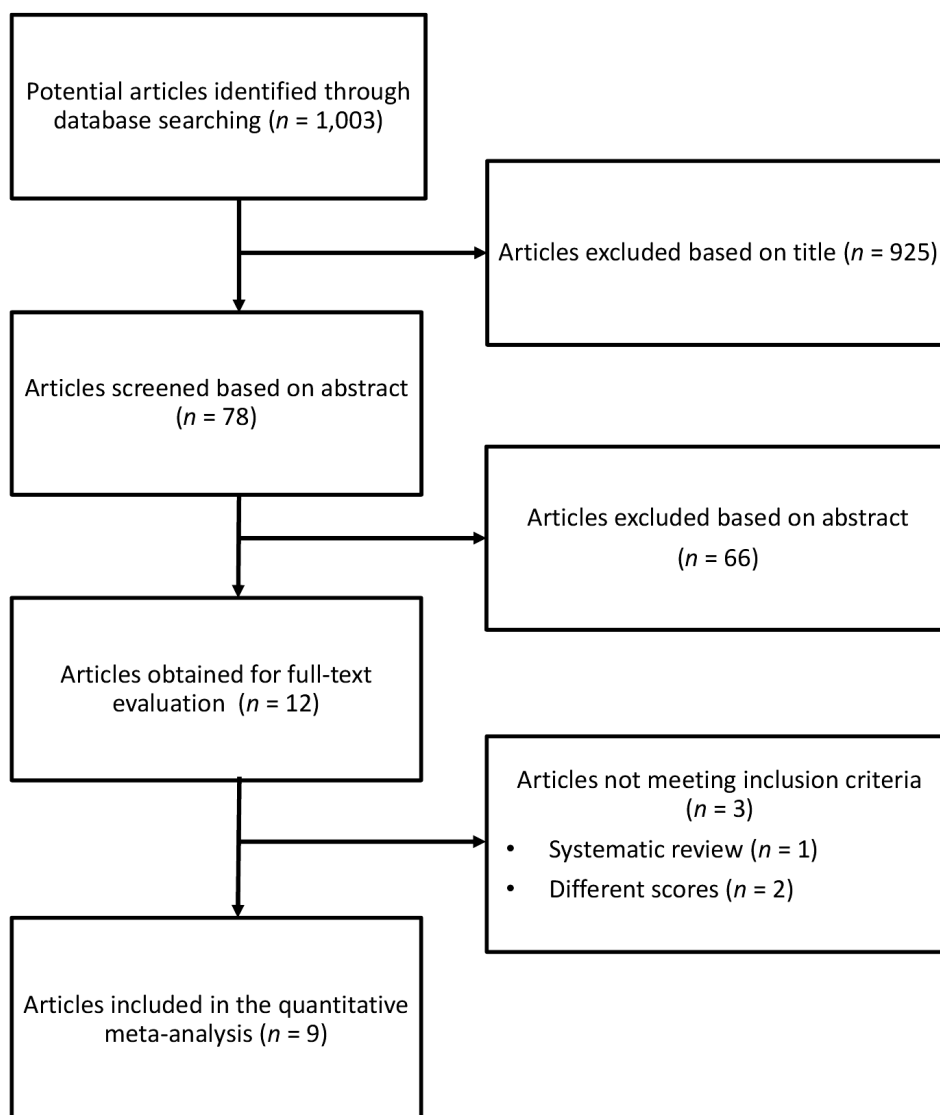 Potential articles identified through
database searching (n = 1,003)
Articles excluded based on title (n = 925)
Articles screened based on abstract
(n = 78)
Articles excluded based on abstract
(n = 66)
Articles obtained for full-text
evaluation (n = 12)
Articles not meeting inclusion criteria
(n = 3)
• Systematic review (n = 1)
• Different scores (n = 2)
Articles included in the quantitative
meta-analysis (n = 9)